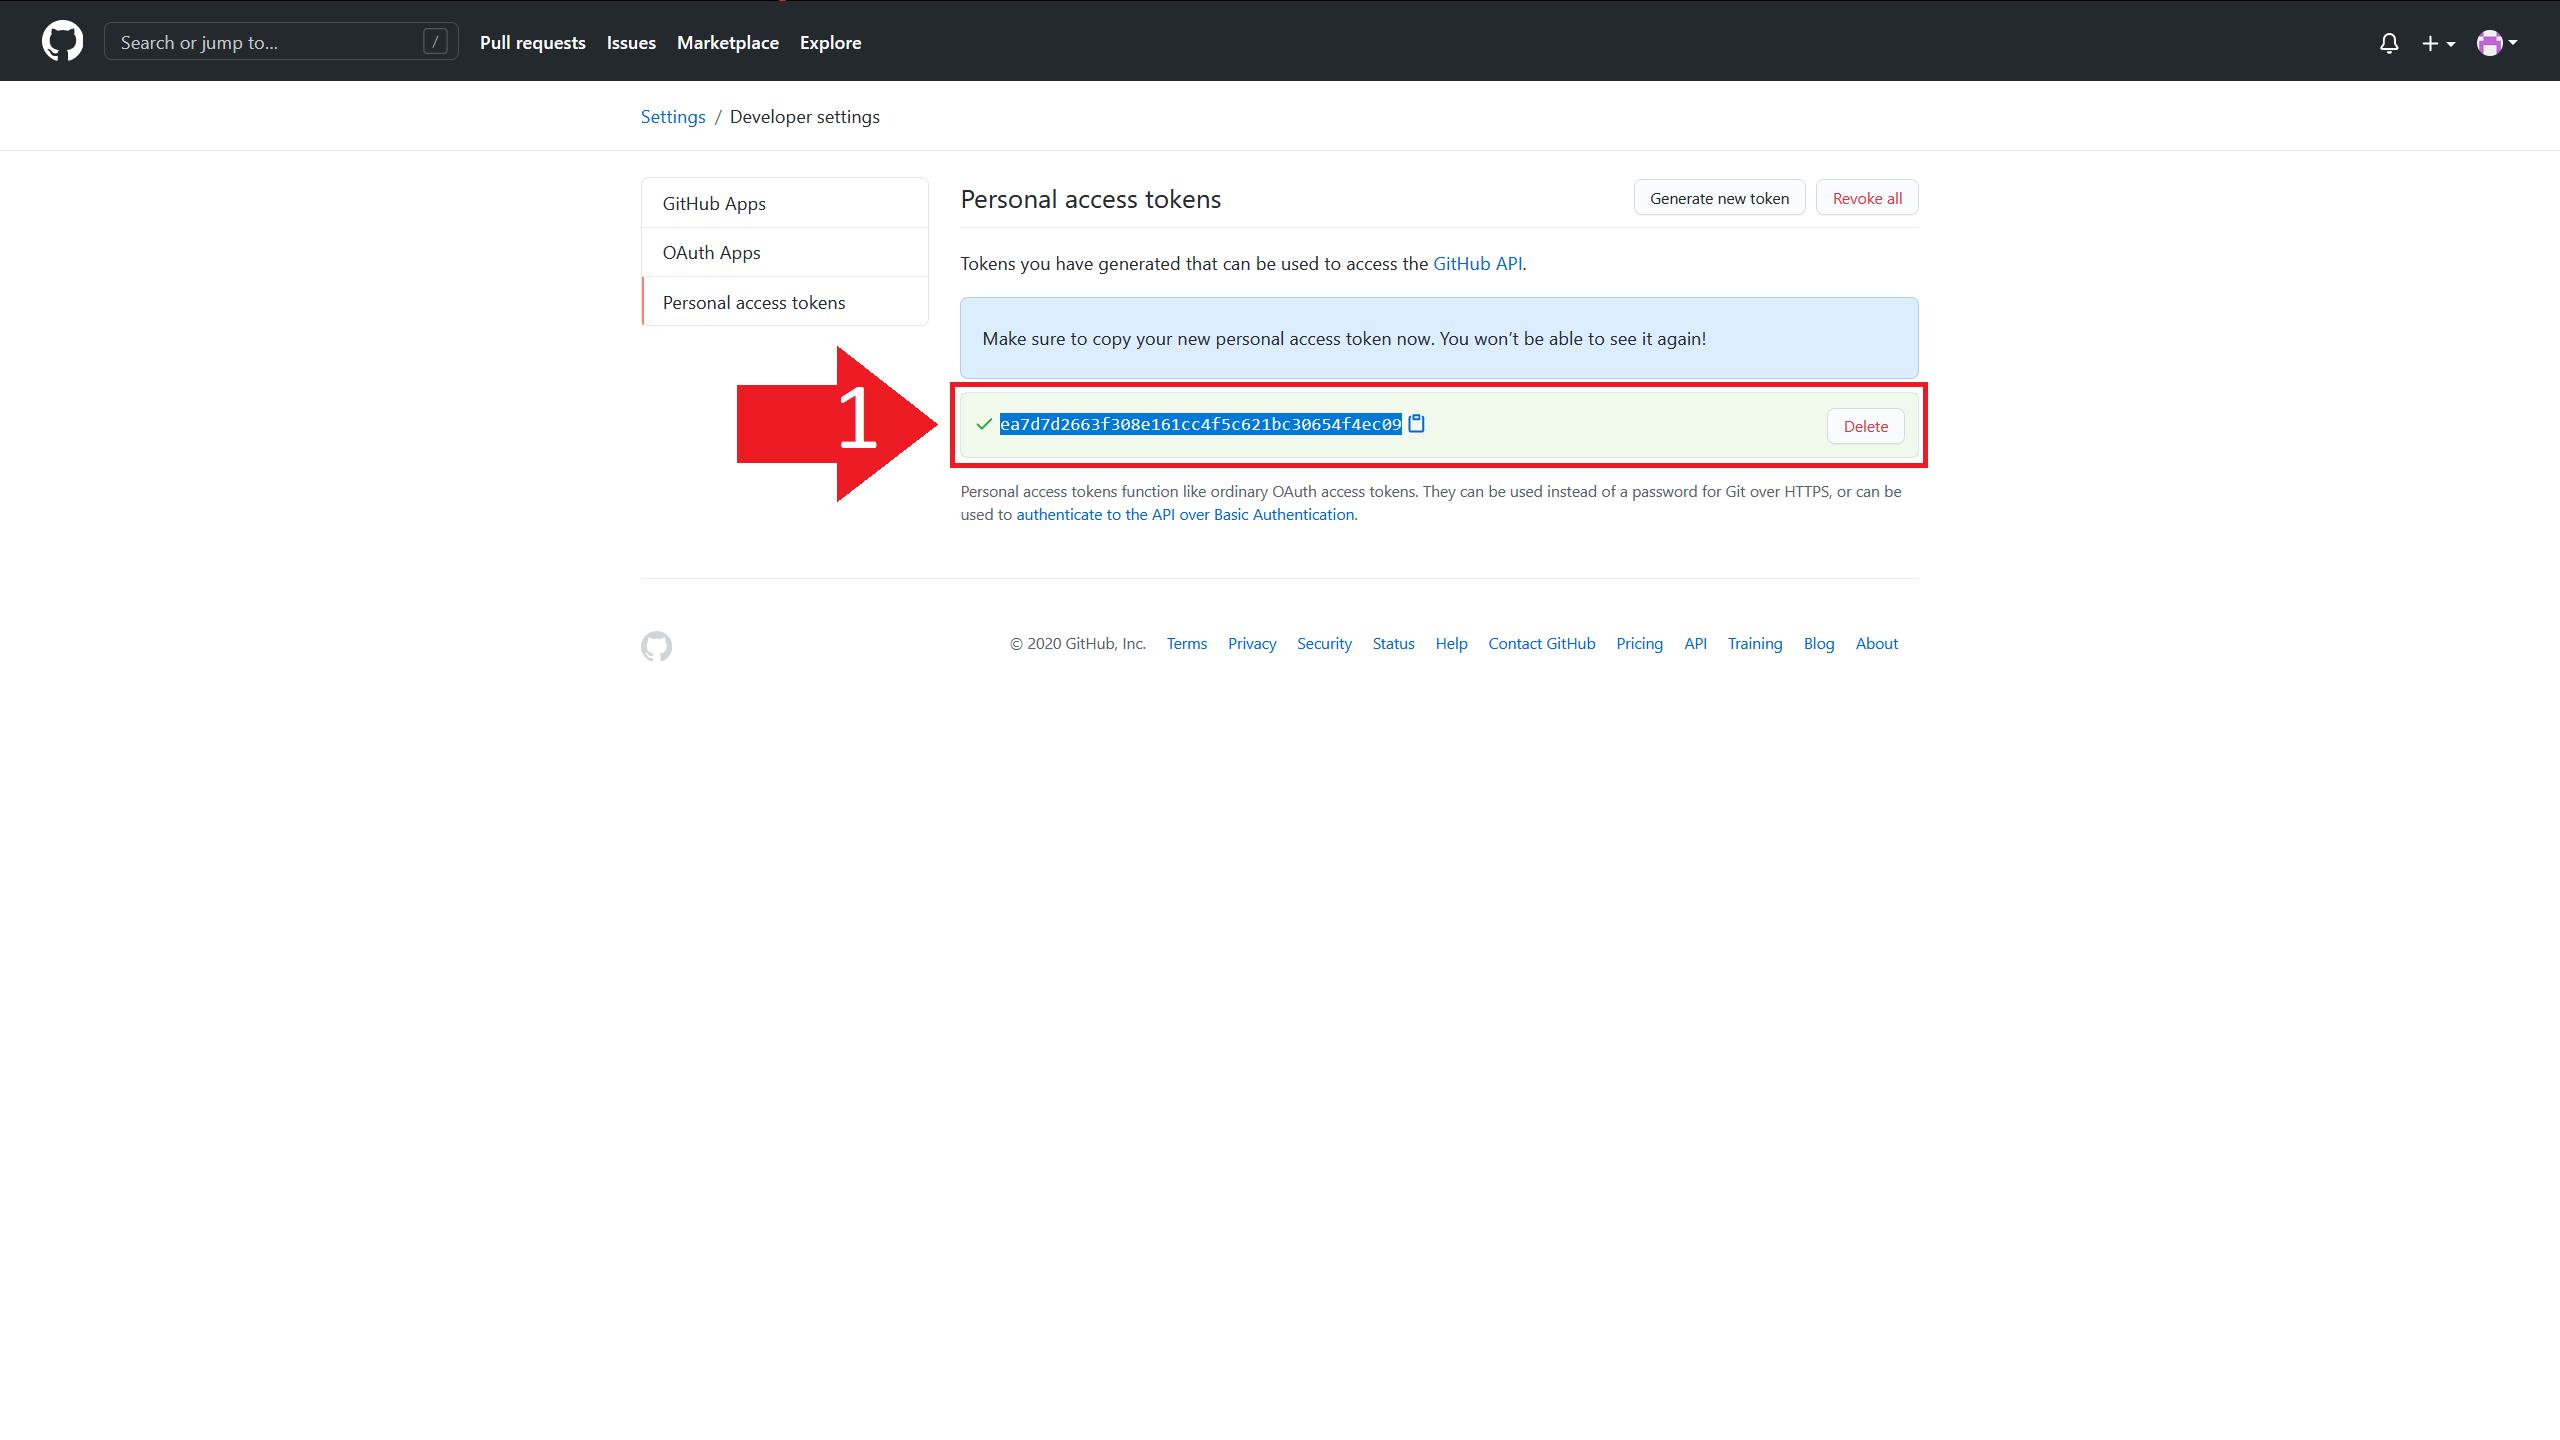 Search or jump to...
/
Pull requests
Issues
Marketplace
Explore
Settings / Developer settings
GitHub Apps
OAuth Apps
Personal access tokens
Personal access tokens
Generate new token
Revoke all
Tokens you have generated that can be used to access the GitHub API.
Make sure to copy your new personal access token now. You won't be able to see it again!
1
ea7d7d2663f308e161cc4f5c621bc30654f4ec09
Delete
Personal access tokens function like ordinary OAuth access tokens. They can be used instead of a password for Git over HTTPS, or can be
used to authenticate to the API over Basic Authentication.
© 2020 GitHub, Inc.
Terms
Privacy
Security
Status
Help
Contact GitHub
Pricing
API
Training
Blog
About